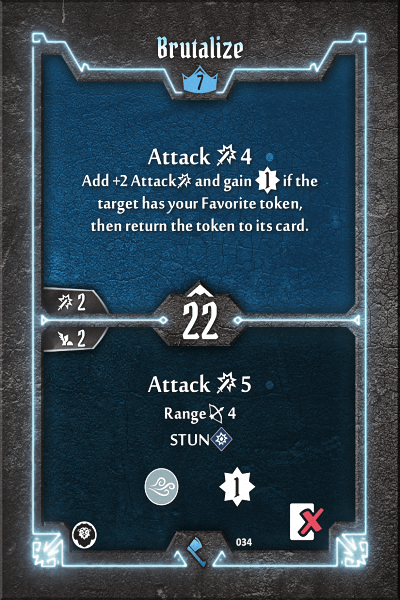 Brutalize
7
Attack 4
Add +2 Attack and gain 1 if the
target has your Favorite token,
then return the token to its card.
2
22
2
Attack 5
Range 4
STUN
1
034